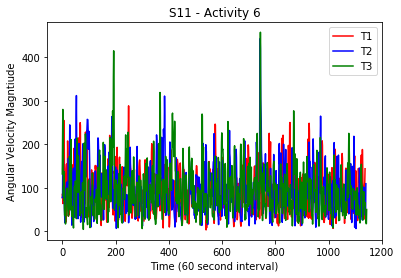 S11 - Activity 6
T1
T2
T3
Angular Velocity Magntiude
400
300
200
100
0
0 200 400 600 800 1000 1200
Time (60 second interval)